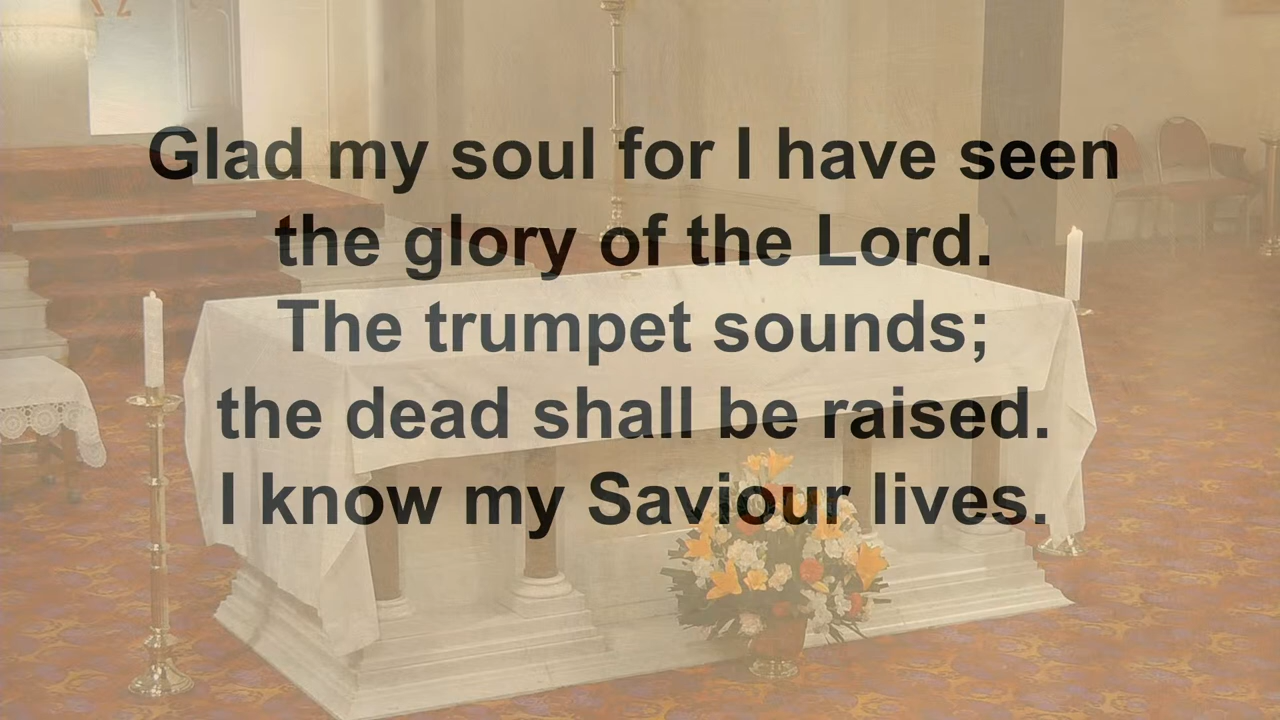 Glad my soul for I have seen
the glory of the Lord.
The trumpet sounds;
the dead shall be raised.
I know my Saviour lives.